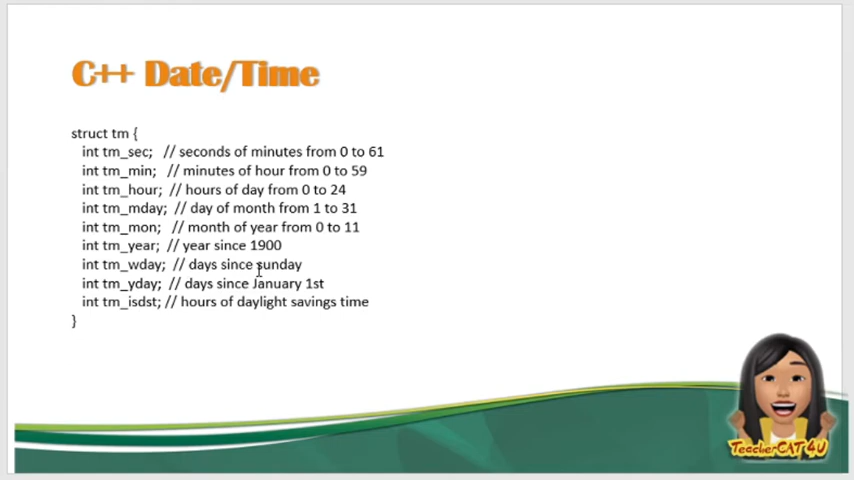 C++ Date/Time
struct tm {
int tm_sec; // seconds of minutes from 0 to 61
int tm_min; // minutes of hour from 0 to 59
int tm_hour; // hours of day from 0 to 24
int tm_mday; // day of month from 1 to 31
int tm_mon; // month of year from 0 to 11
int tm_year; // year since 1900
int tm_wday; // days since sunday
int tm_yday; // days since January 1st
int tm_isdst; // hours of daylight savings time
}
TeacherCAT 4U